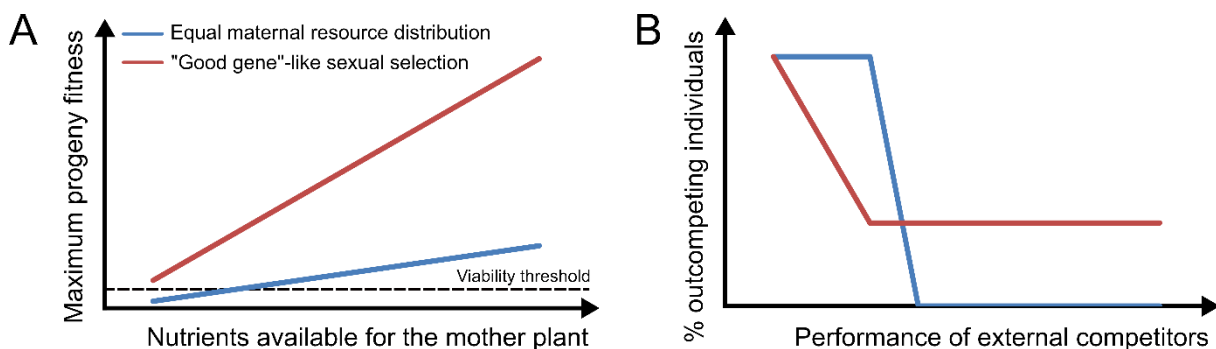 A
Maximum progeny fitness
Equal maternal resource distribution
"Good gene"-like sexual selection
Viability threshold
Nutrients available for the mother plant
B
% outcompeting individuals
Performance of external competitors